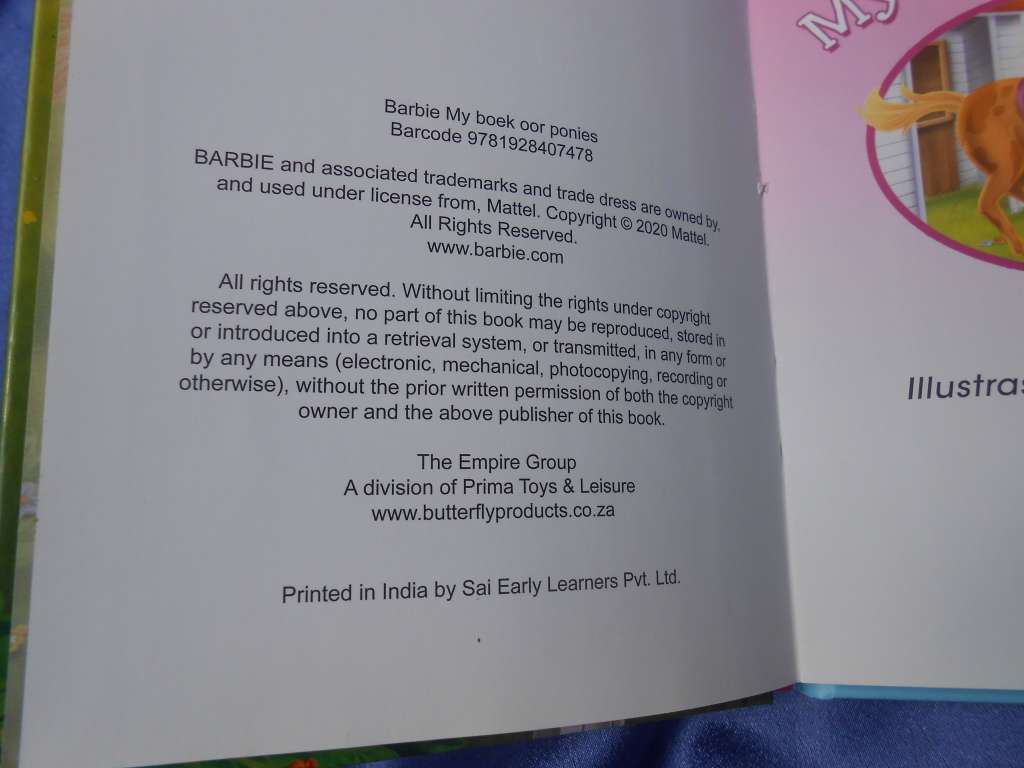 Barbie My boek oor ponies
Barcode 9781928407478
BARBIE and associated trademarks and trade dress are owned by,
and used under license from, Mattel. Copyright © 2020 Mattel.
All Rights Reserved.
www.barbie.com
All rights reserved. Without limiting the rights under copyright
reserved above, no part of this book may be reproduced, stored in
or introduced into a retrieval system, or transmitted, in any form or
by any means (electronic, mechanical, photocopying, recording or
otherwise), without the prior written permission of both the copyright
owner and the above publisher of this book.
The Empire Group
A division of Prima Toys & Leisure
www.butterflyproducts.co.za
Printed in India by Sai Early Learners Pvt. Ltd.
My